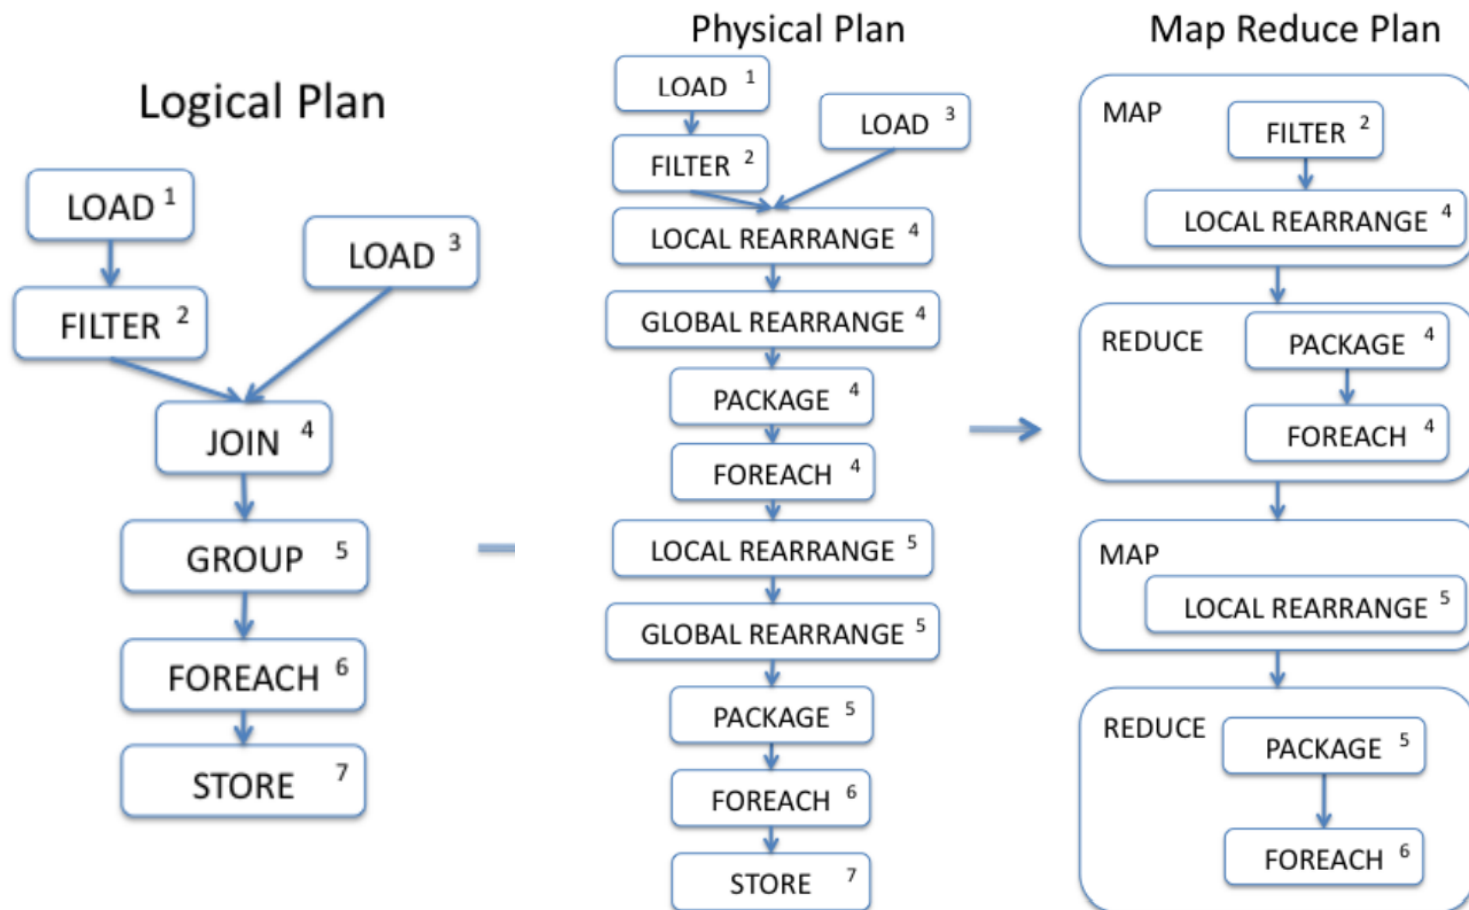 Logical Plan
LOAD 1
LOAD 3
FILTER 2
JOIN 4
GROUP 5
FOREACH 6
STORE 7
Physical Plan
LOAD 1
LOAD 3
FILTER 2
LOCAL REARRANGE 4
GLOBAL REARRANGE 4
PACKAGE 4
FOREACH 4
LOCAL REARRANGE 5
GLOBAL REARRANGE 5
PACKAGE 5
FOREACH 6
STORE 7
Map Reduce Plan
MAP
FILTER 2
LOCAL REARRANGE 4
REDUCE
PACKAGE 4
FOREACH 4
MAP
LOCAL REARRANGE 5
REDUCE
PACKAGE 5
FOREACH 6